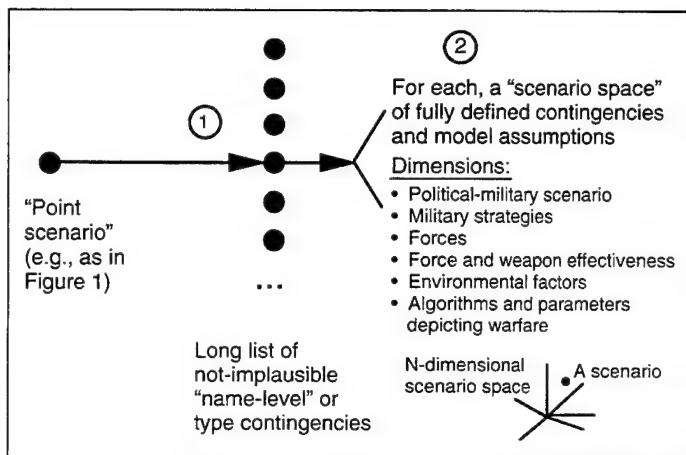 1
2
"Point
scenario"
(e.g., as in
Figure 1)
...
Long list of
not-implausible
"name-level" or
type contingencies
For each, a "scenario space"
of fully defined contingencies
and model assumptions
Dimensions:
• Political-military scenario
• Military strategies
• Forces
• Force and weapon effectiveness
• Environmental factors
• Algorithms and parameters
depicting warfare
N-dimensional
scenario space
A scenario